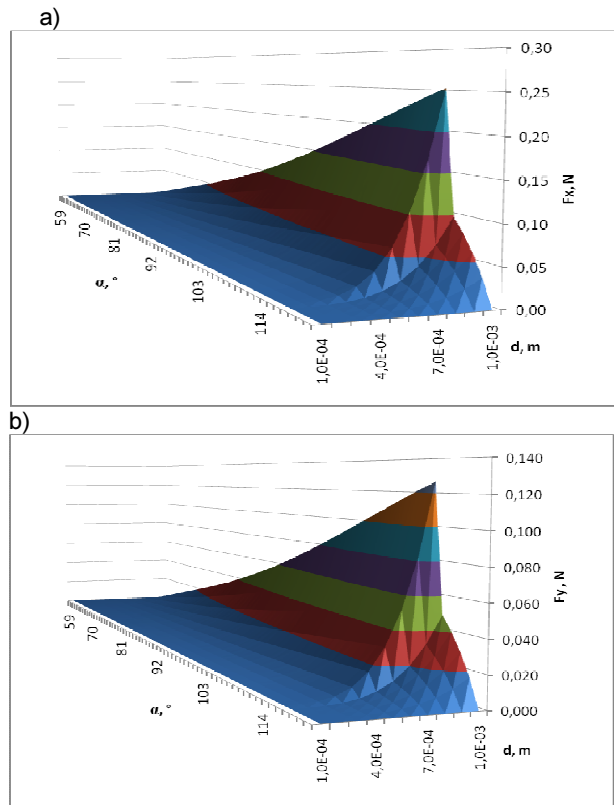 a)
0,30
0,25
0,20
0,15
0,10
0,05
0,00
Fx, N
59
70
81
92
103
114
α, °
1,0E-04
4,0E-04
7,0E-04
1,0E-03
d, m
b)
0,140
0,120
0,100
0,080
0,060
0,040
0,020
0,000
Fy, N
59
70
81
92
103
114
α, °
1,0E-04
4,0E-04
7,0E-04
1,0E-03
d, m